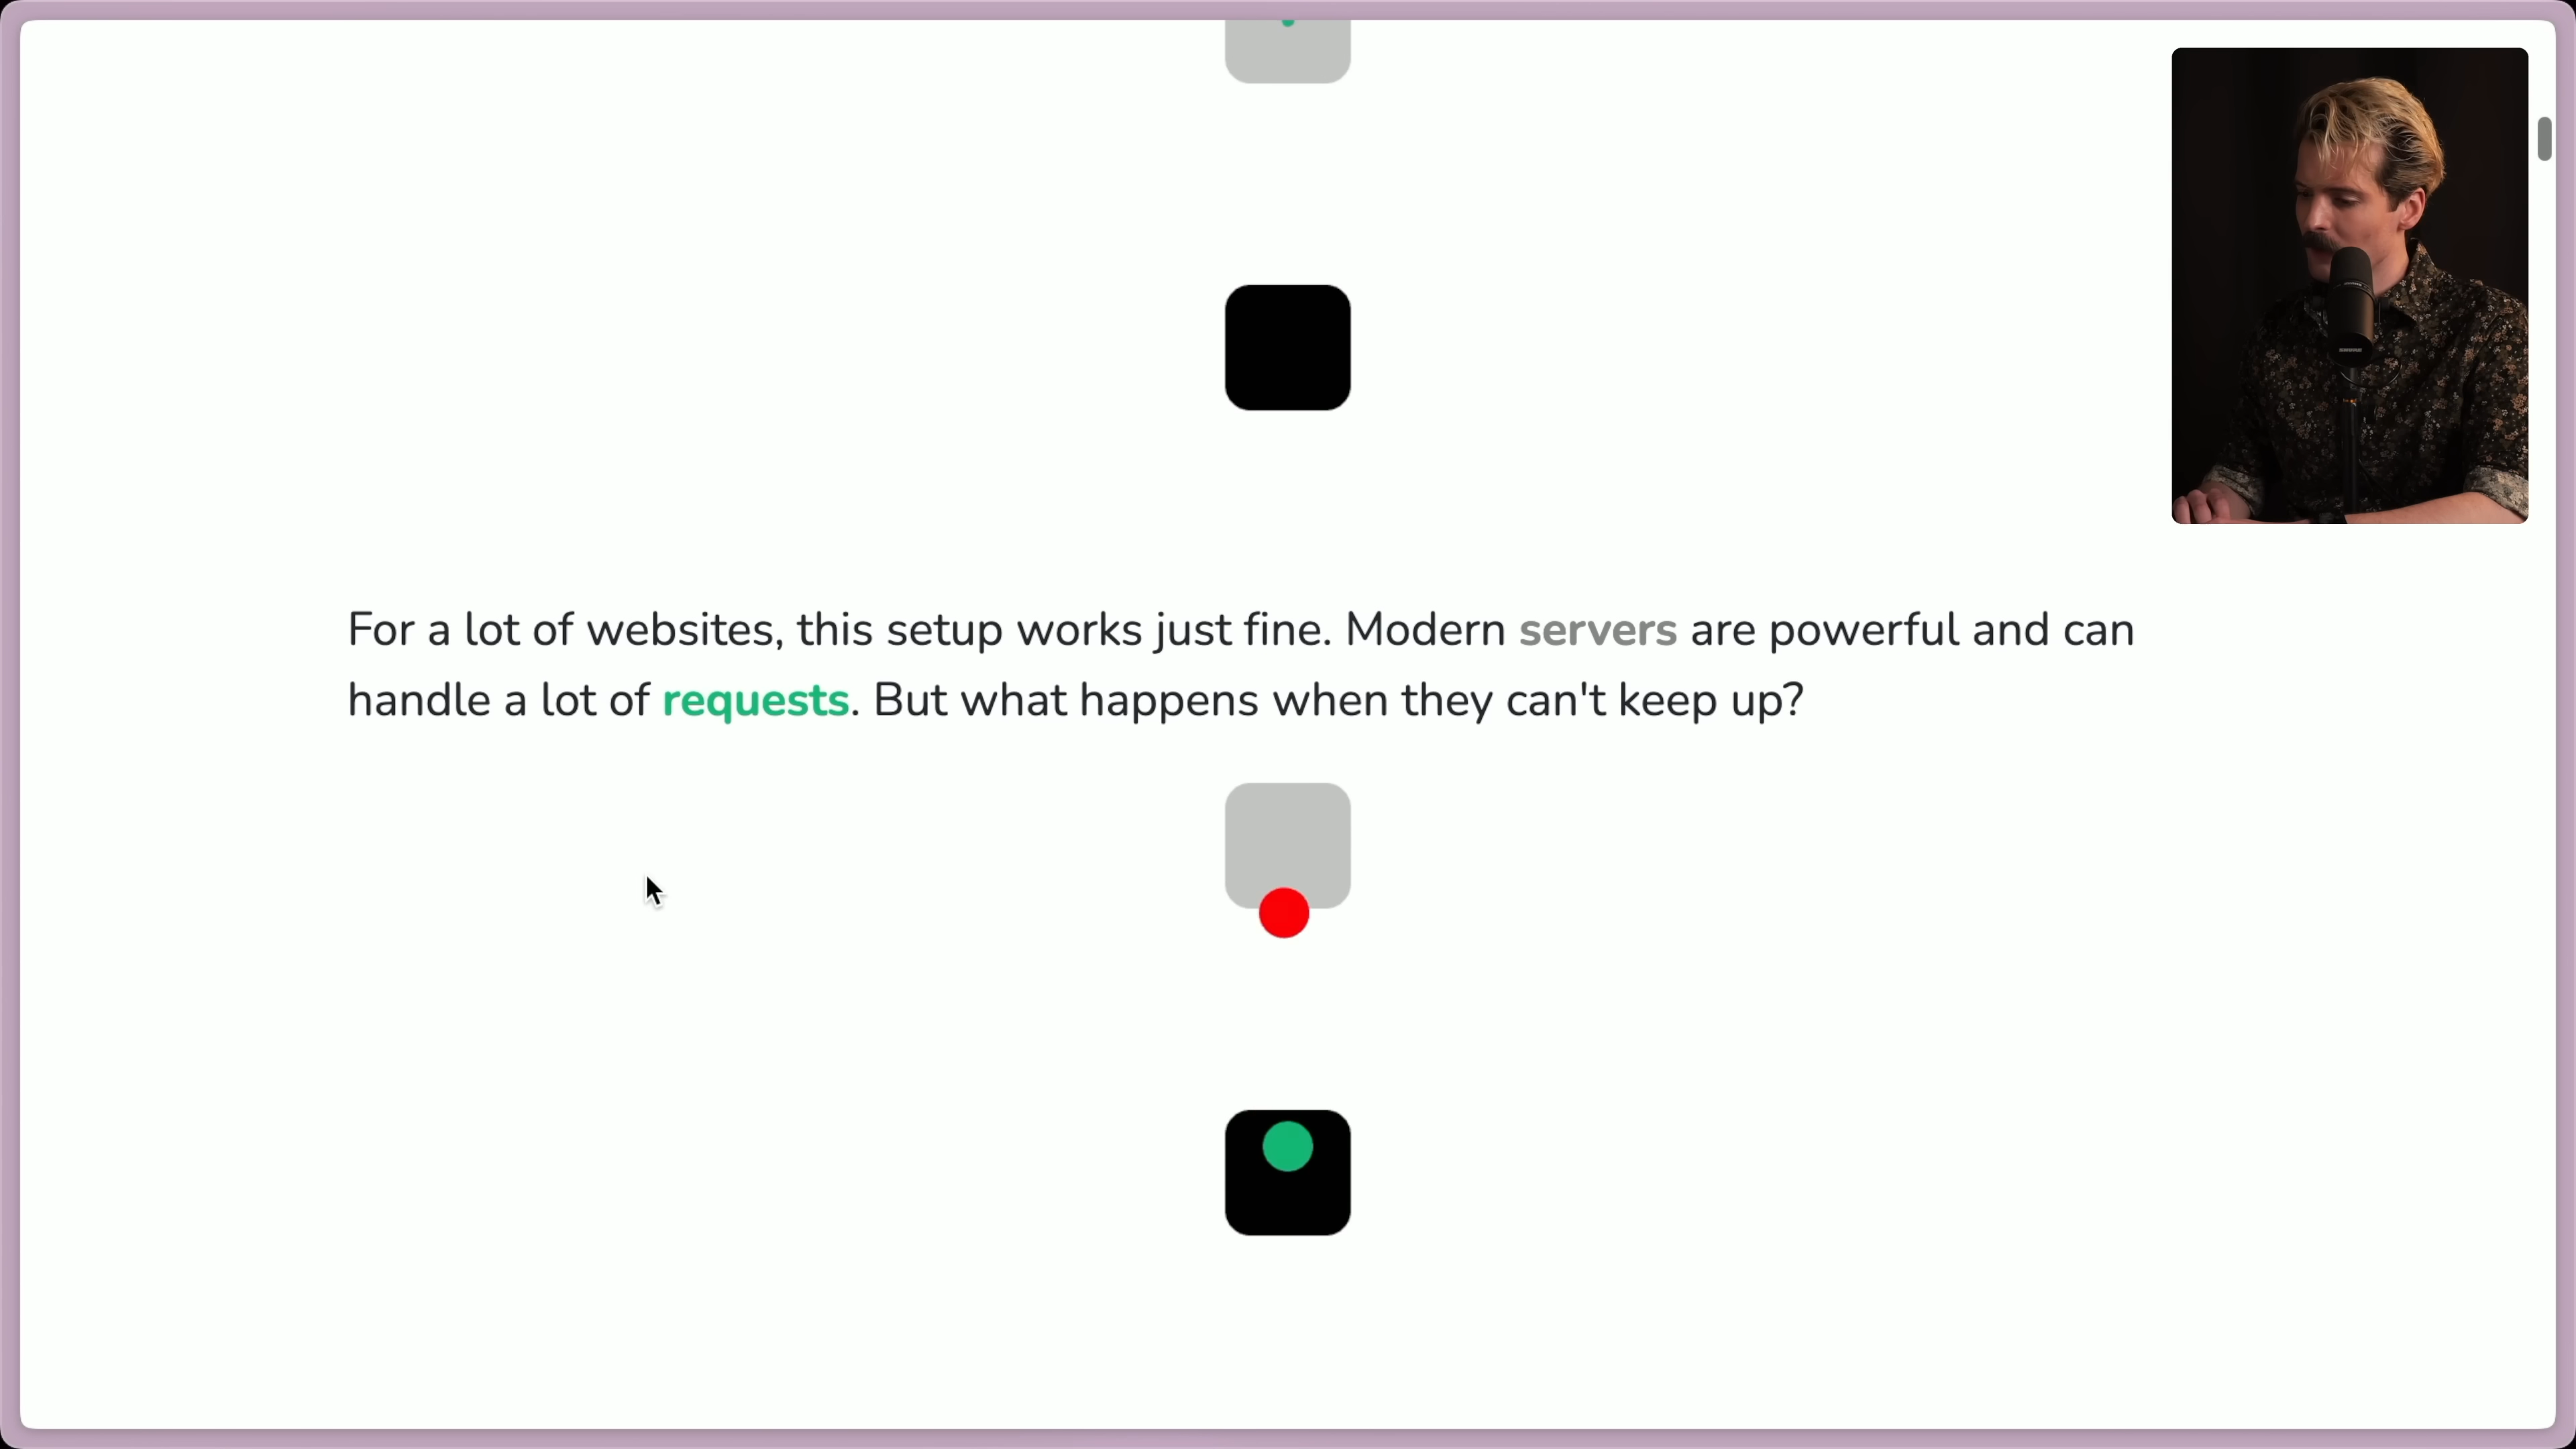 For a lot of websites, this setup works just fine. Modern servers are powerful and can
handle a lot of requests. But what happens when they can't keep up?